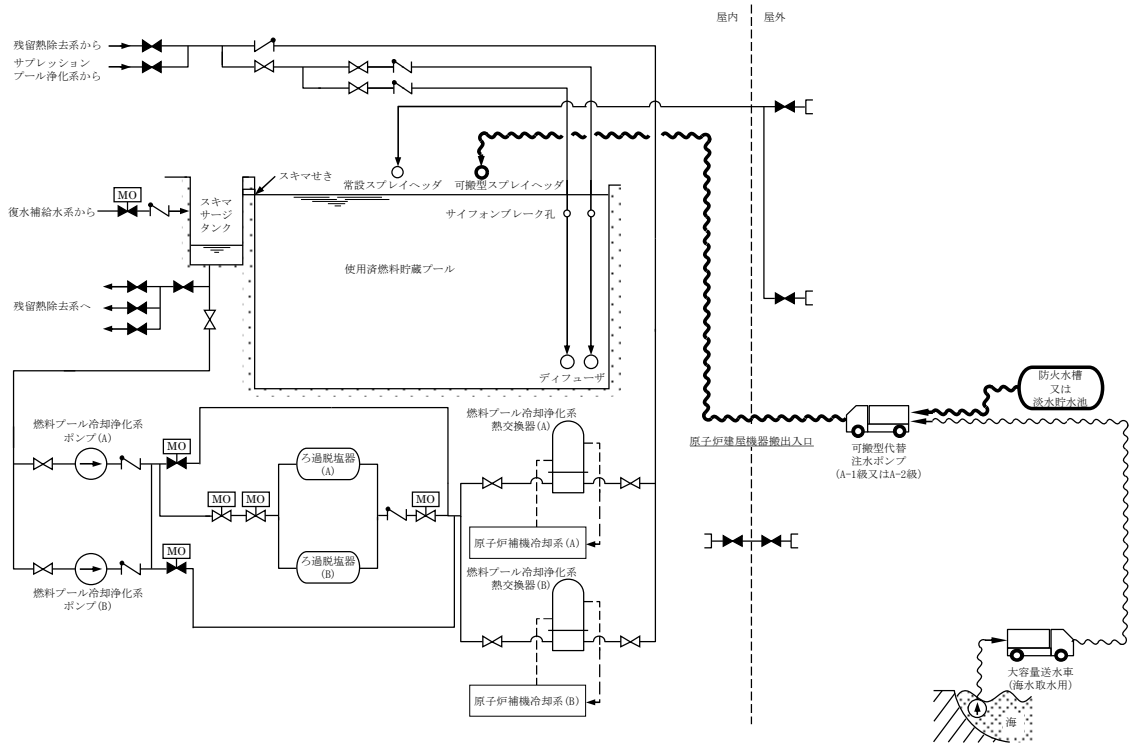 屋内
屋外
残留熱除去系から
サプレッション
プール浄化系から
スキマせき
常設スプレイヘッダ
可搬型スプレイヘッダ
MO
復水補給水系から
スキマ
サージ
タンク
サイフォンブレーク孔
使用済燃料貯蔵プール
残留熱除去系へ
ディフューザ
防火水槽
又は
淡水貯水池
燃料プール冷却浄化系
ポンプ(A)
MO
燃料プール冷却浄化系
熱交換器(A)
原子炉建屋機器搬出入口
可搬型代替
注水ポンプ
(A-1級又はA-2級)
ろ過脱塩器
(A)
MO
MO
MO
原子炉補機冷却系(A)
MO
ろ過脱塩器
(B)
燃料プール冷却浄化系
熱交換器(B)
燃料プール冷却浄化系
ポンプ(B)
原子炉補機冷却系(B)
大容量送水車
(海水取水用)
海